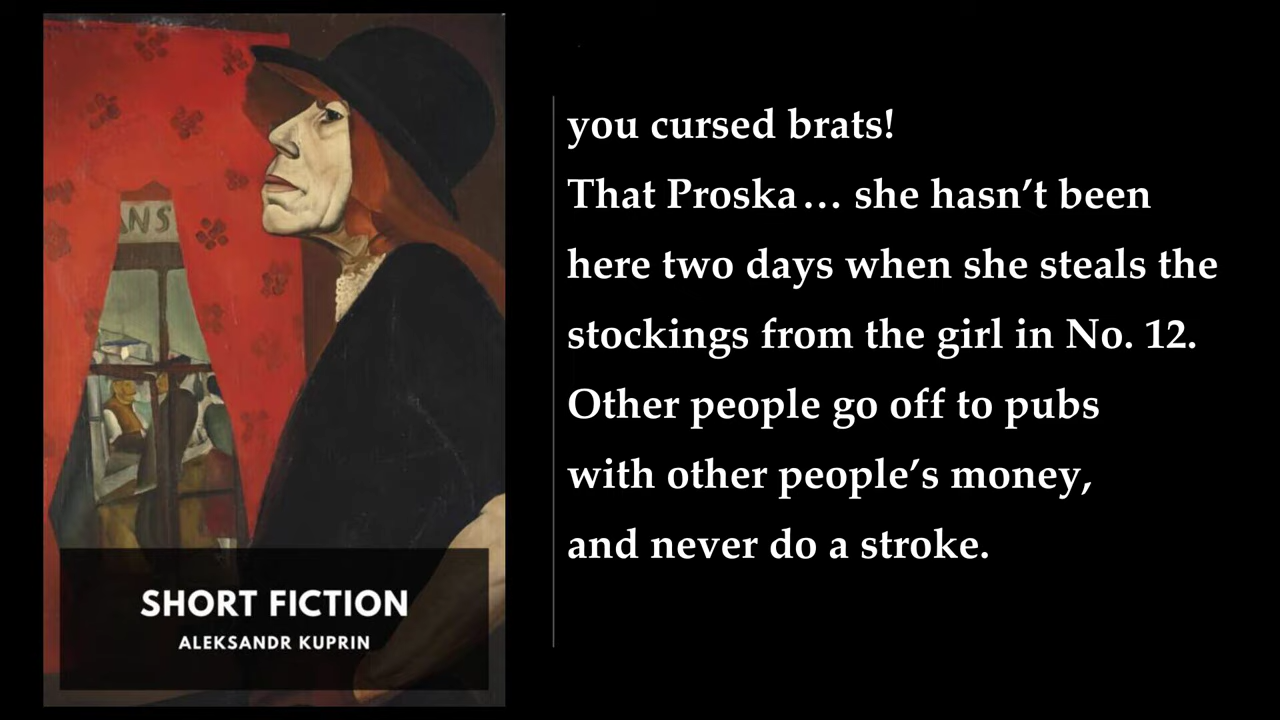 ANS
SHORT FICTION
ALEKSANDR KUPRIN
you cursed brats!
That Proska… she hasn’t been
here two days when she steals the
stockings from the girl in No. 12.
Other people go off to pubs
with other people’s money,
and never do a stroke.